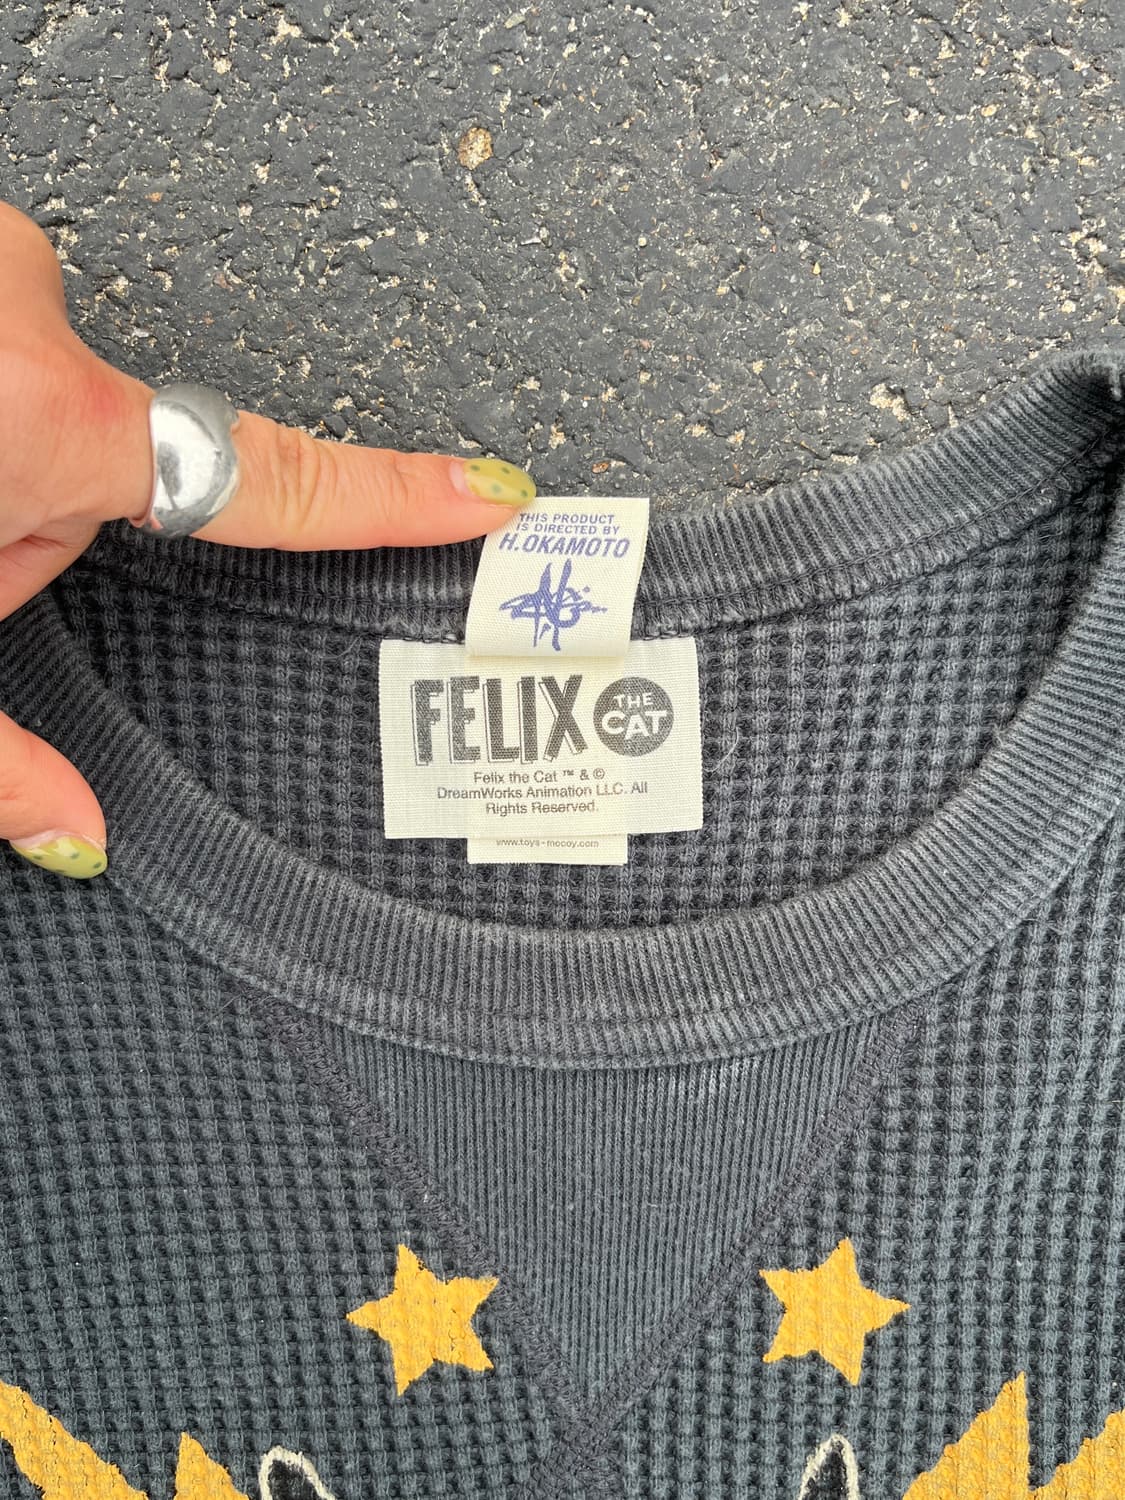 THIS PRODUCT
IS DIRECTED BY
H.OKAMOTO
FELIX THE CAT
Felix the Cat ™ & ©
DreamWorks Animation LLC. All
Rights Reserved.
www.toys-mccoy.com